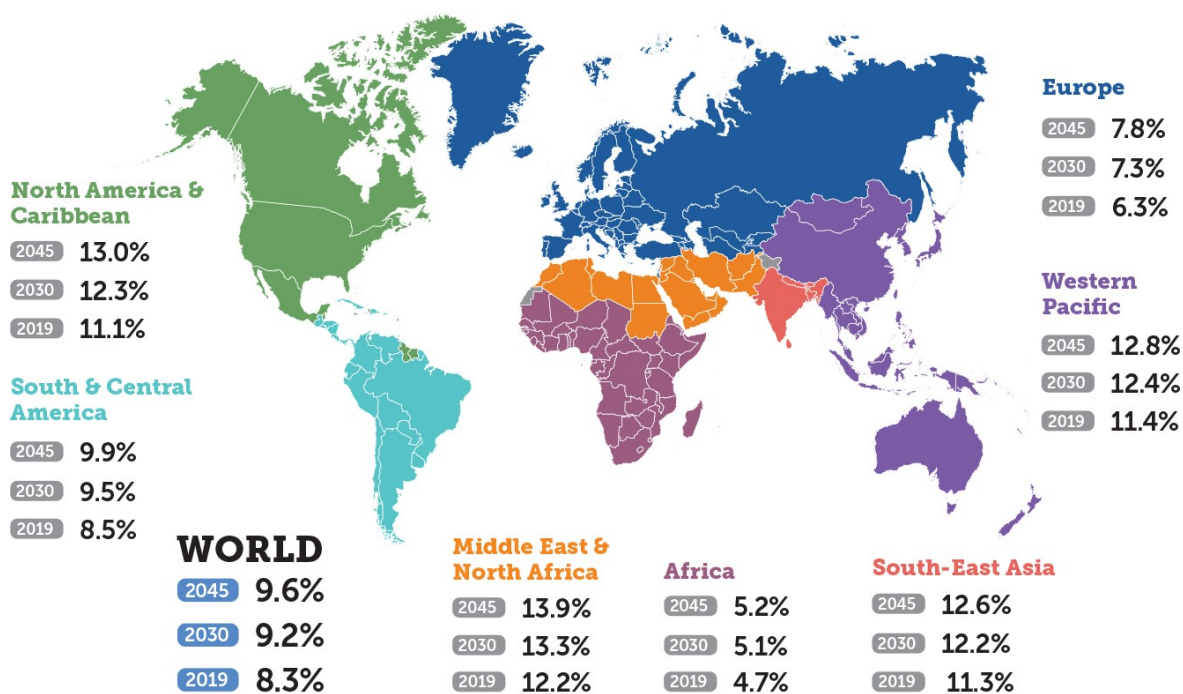 North America &
Caribbean
2045 13.0%
2030 12.3%
2019 11.1%
South & Central
America
2045 9.9%
2030 9.5%
2019 8.5%
WORLD
2045 9.6%
2030 9.2%
2019 8.3%
Middle East &
North Africa
2045 13.9%
2030 13.3%
2019 12.2%
Africa
2045 5.2%
2030 5.1%
2019 4.7%
South-East Asia
2045 12.6%
2030 12.2%
2019 11.3%
Europe
2045 7.8%
2030 7.3%
2019 6.3%
Western
Pacific
2045 12.8%
2030 12.4%
2019 11.4%